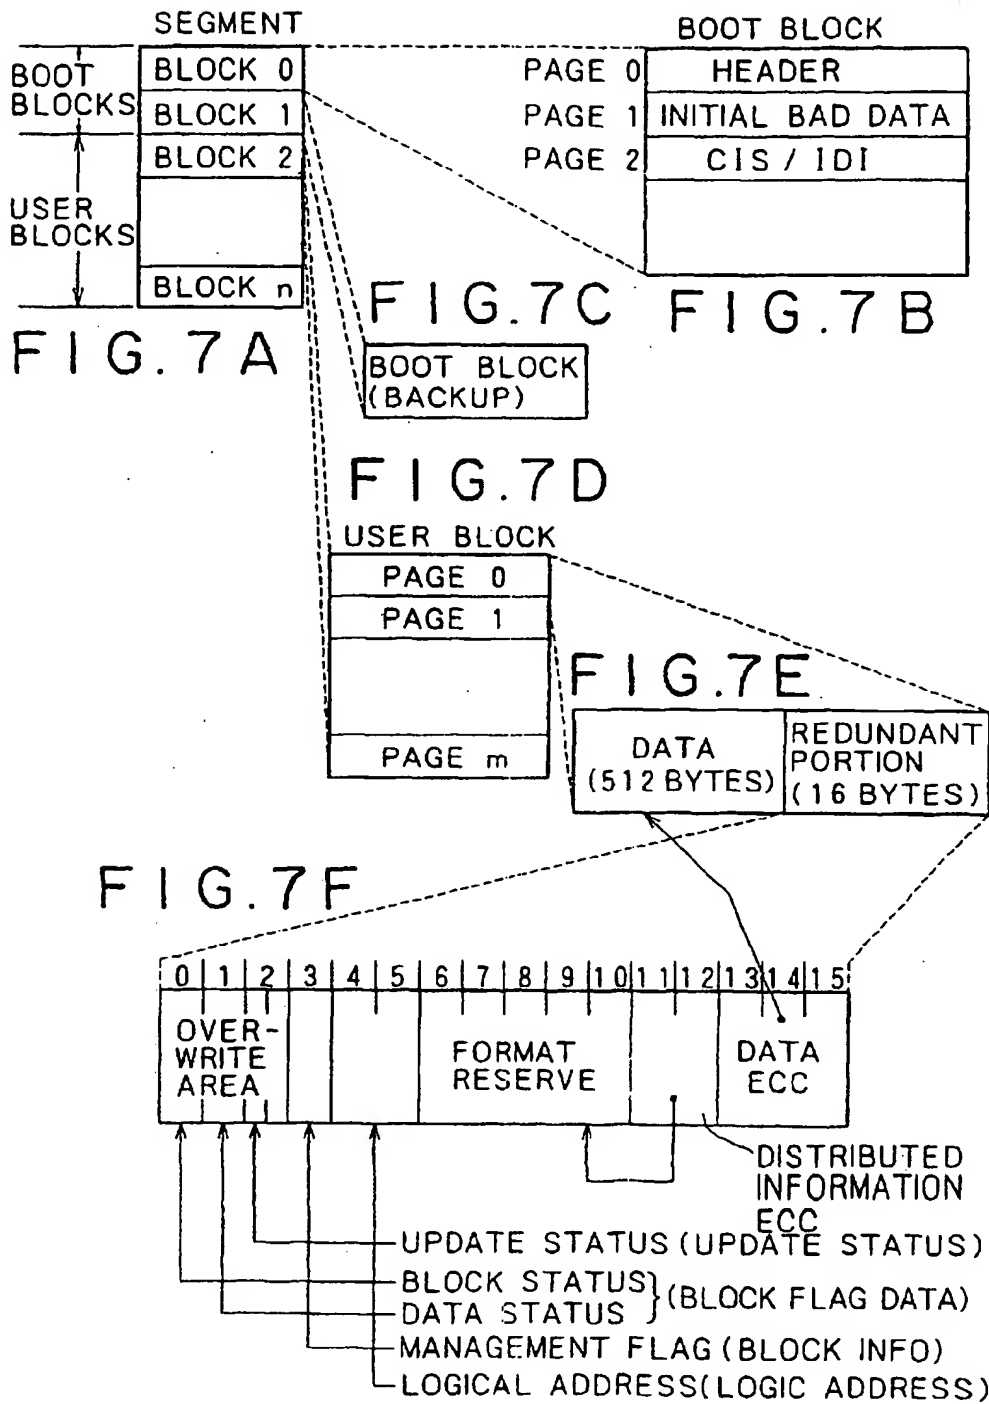 SEGMENT
BOOT BLOCKS
BLOCK 0
BLOCK 1
BLOCK 2
USER BLOCKS
BLOCK n
FIG.7A
BOOT BLOCK
PAGE 0 HEADER
PAGE 1 INITIAL BAD DATA
PAGE 2 CIS / IDI
FIG.7B
FIG.7C
BOOT BLOCK
(BACKUP)
FIG.7D
USER BLOCK
PAGE 0
PAGE 1
PAGE m
FIG.7E
DATA
(512 BYTES)
REDUNDANT
PORTION
(16 BYTES)
FIG.7F
0 1 2 3 4 5 6 7 8 9 10 11 12 13 14 15
OVER-
WRITE
AREA
FORMAT
RESERVE
DATA
ECC
DISTRIBUTED
INFORMATION
ECC
UPDATE STATUS (UPDATE STATUS)
BLOCK STATUS
DATA STATUS
(BLOCK FLAG DATA)
MANAGEMENT FLAG (BLOCK INFO)
LOGICAL ADDRESS (LOGIC ADDRESS)